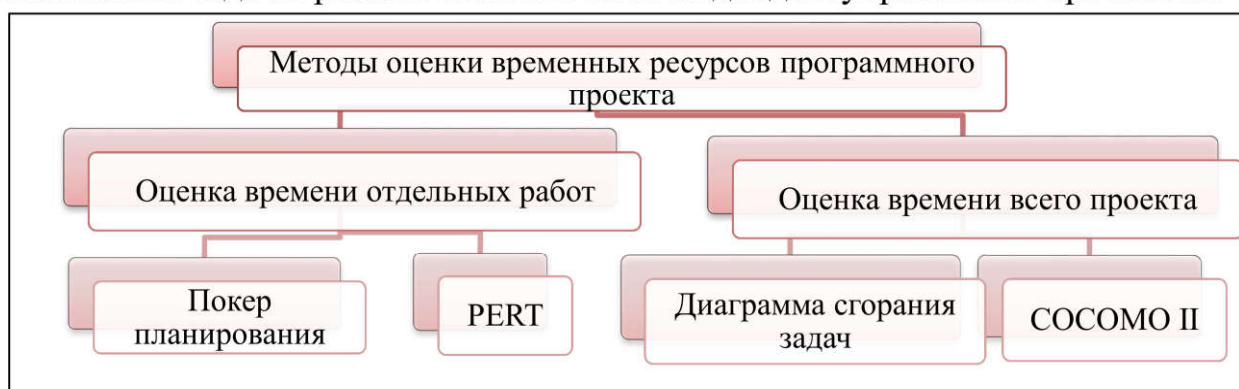 Методы оценки временных ресурсов программного
проекта
Оценка времени отдельных работ
Оценка времени всего проекта
Покер
планирования
PERT
Диаграмма сгорания
задач
COCOMO II